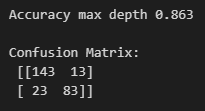 Accuracy max depth 0.863
Confusion Matrix:
[[143  13]
[ 23  83]]